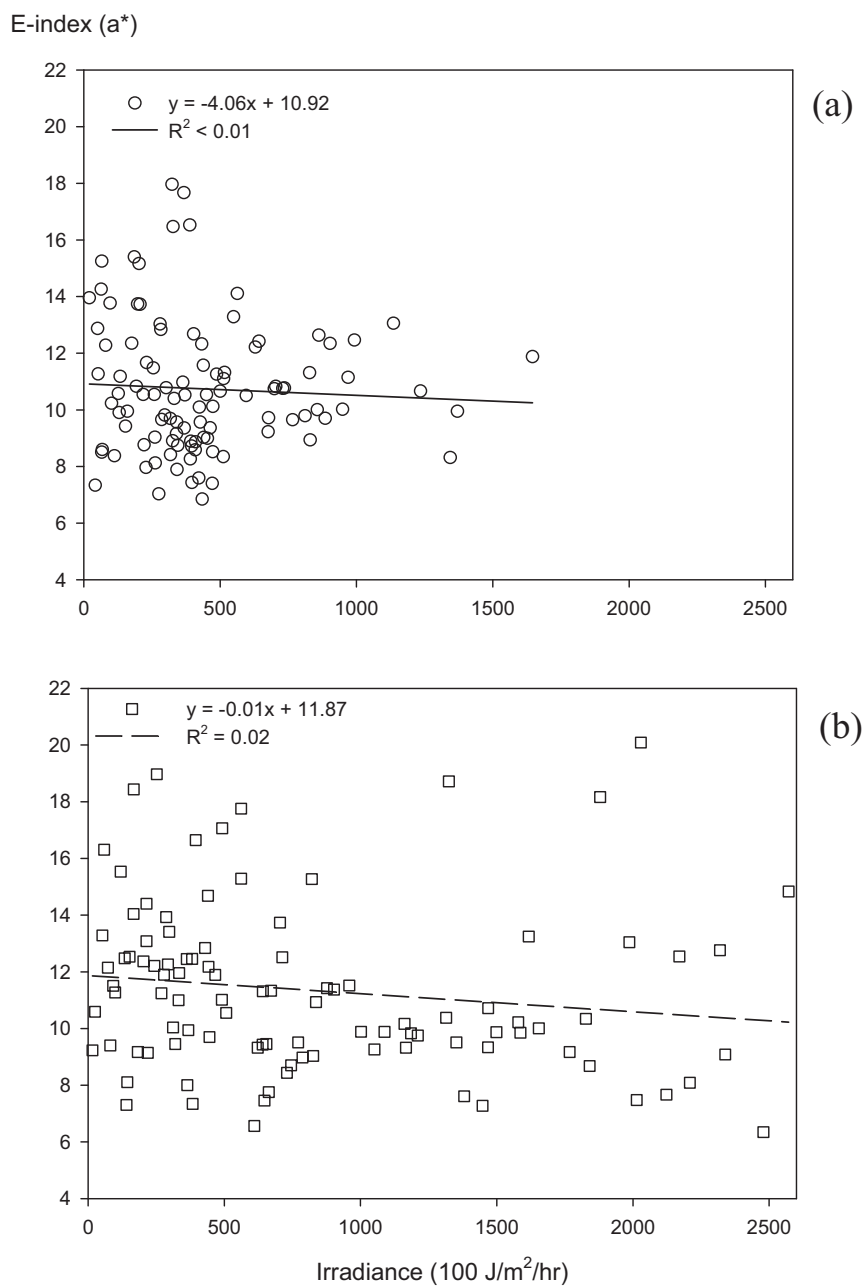 E-index (a*)
22
20
18
16
14
12
10
8
6
4
y = -4.06x + 10.92
R² < 0.01
(a)
0 500 1000 1500 2000 2500
22
20
18
16
14
12
10
8
6
4
y = -0.01x + 11.87
R² = 0.02
(b)
0 500 1000 1500 2000 2500
Irradiance (100 J/m²/hr)